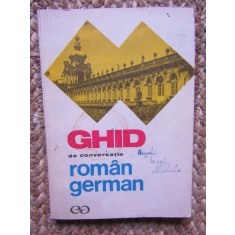 GHID
de conversație
român
german